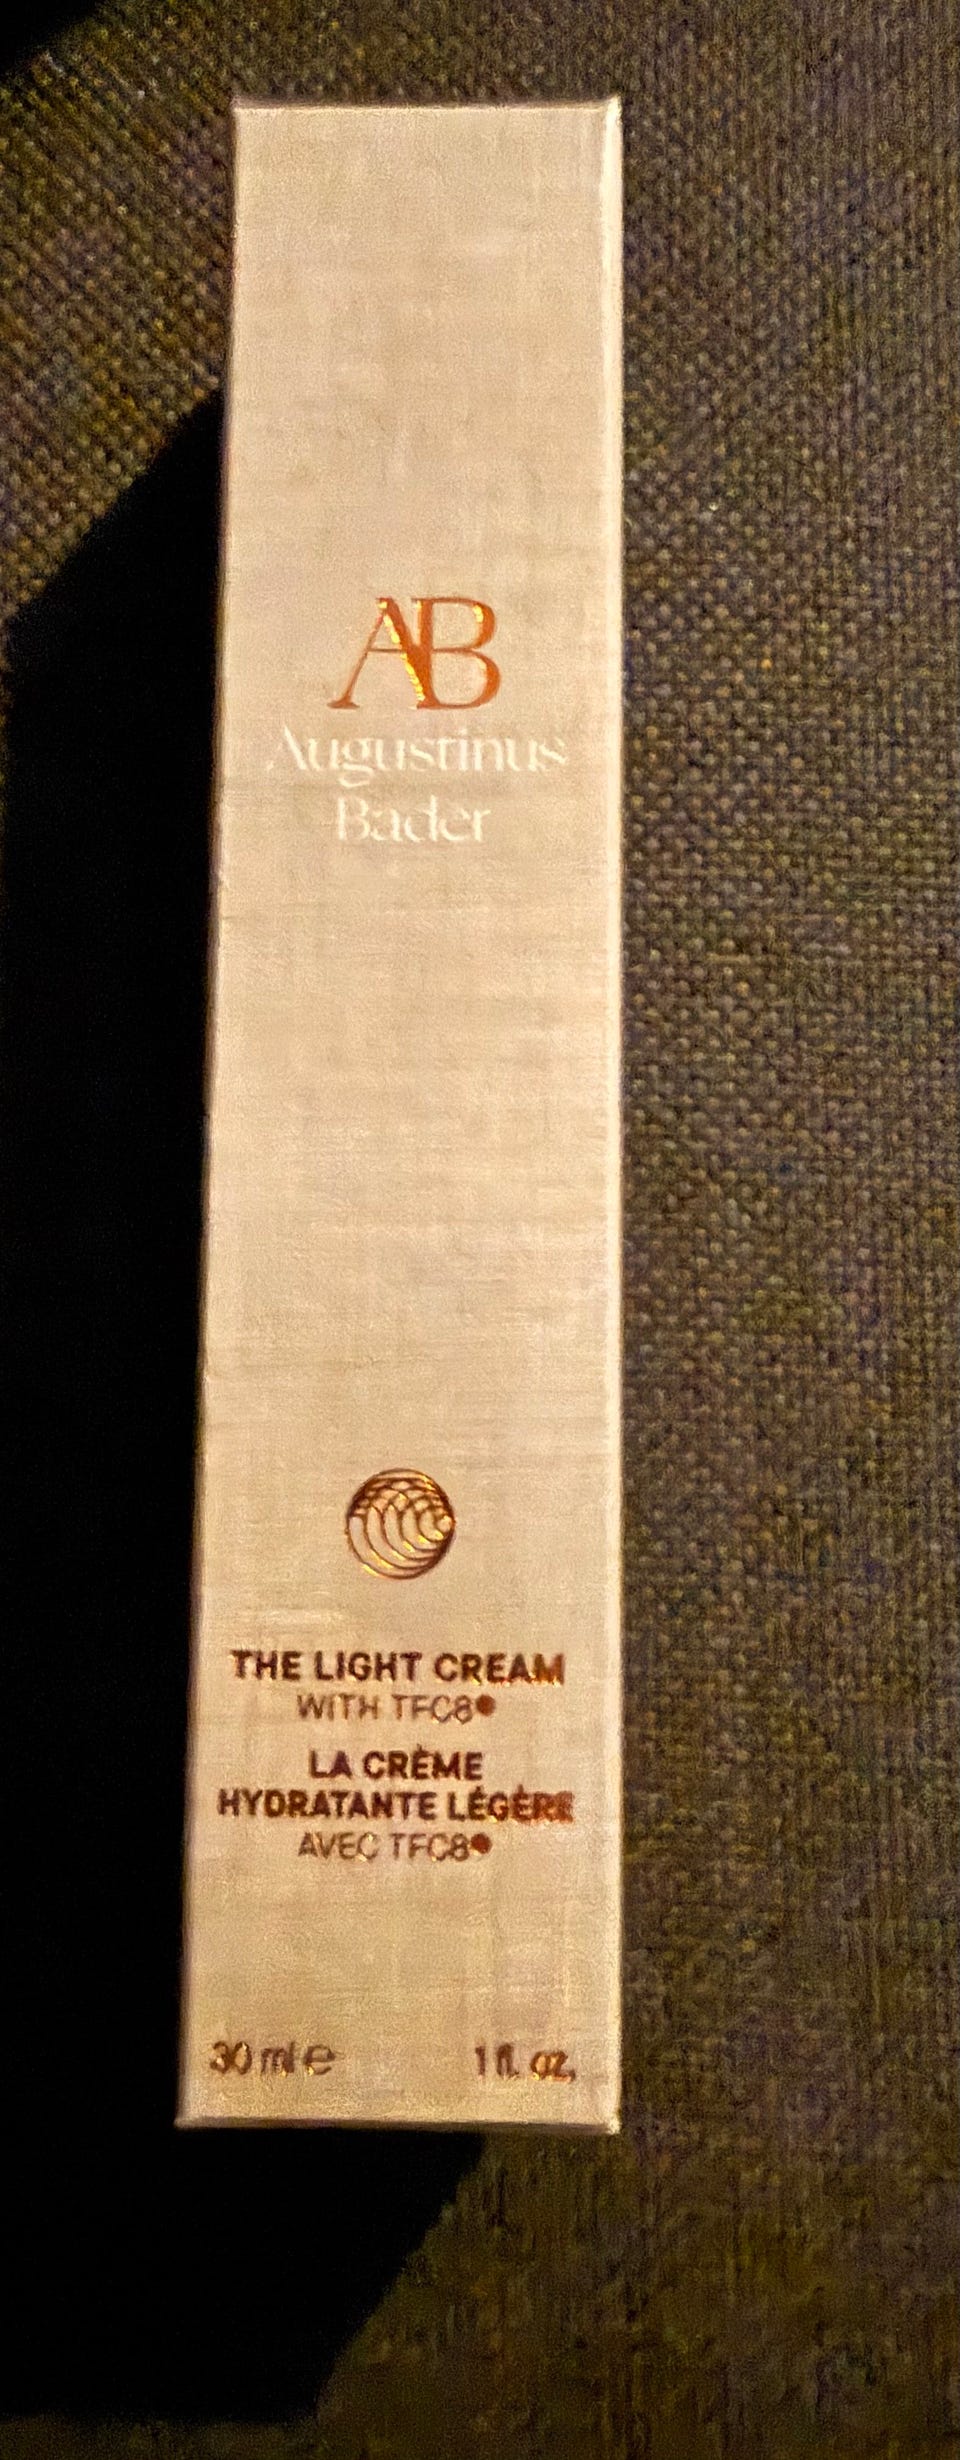 AB
Augustinus
Bader
THE LIGHT CREAM
WITH TFC8®
LA CRÈME
HYDRATANTE LÉGÈRE
AVEC TFC8®
30 ml ℮
1 fl. oz.